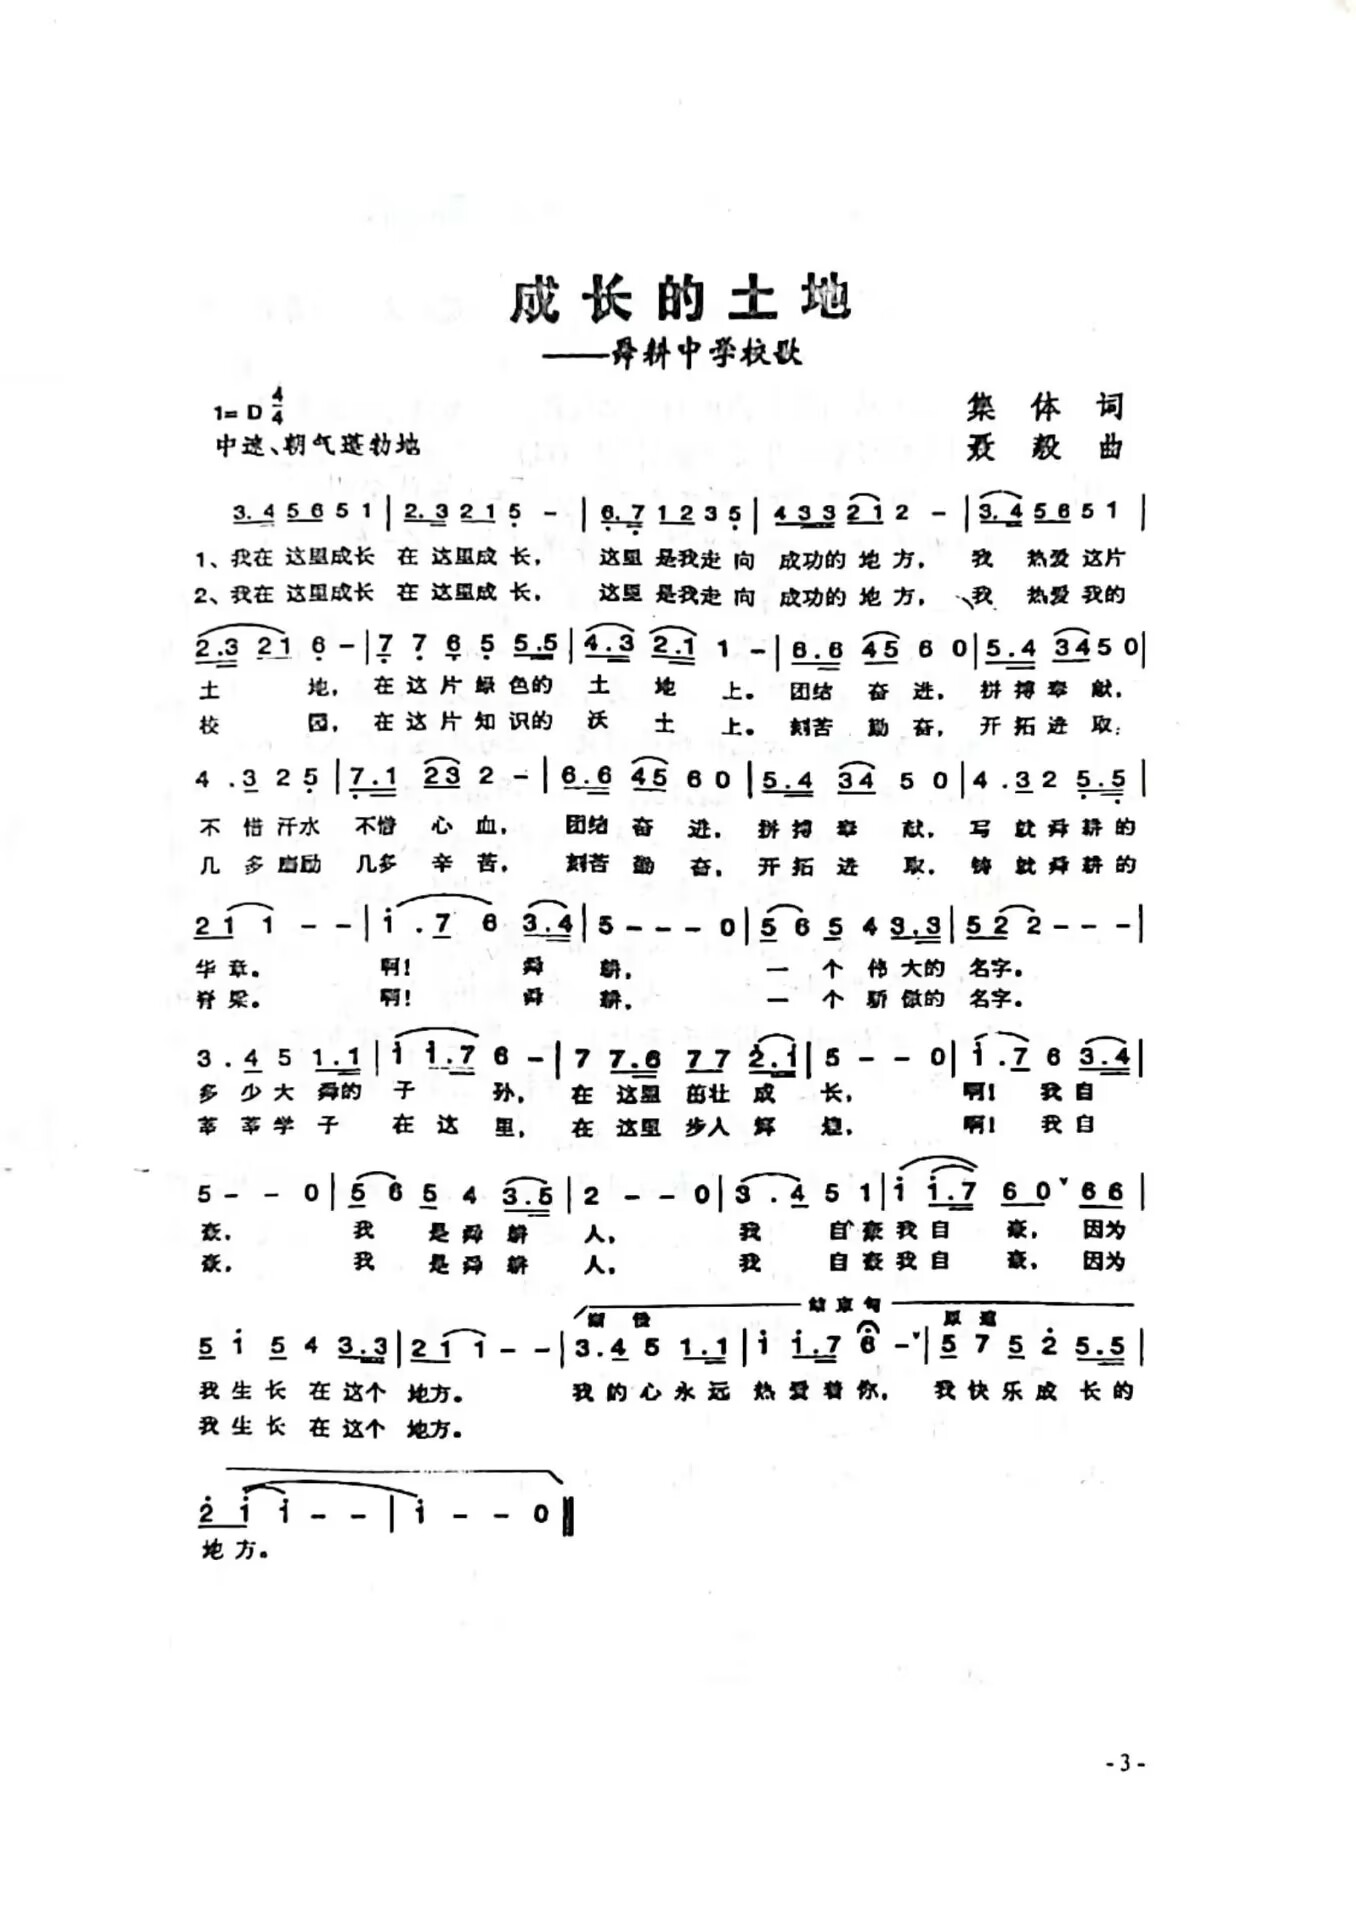 成长的土地
——舜耕中学校歌
1= D 4/4
集体词
中速、朝气蓬勃地
聂毅曲
3.4 5 6 5 1 | 2.3 2 1 5 - | 6.7 1 2 3 5 | 4 3 3 2 1 2 - | 3.4 5 6 5 1 |
1、我在 这里成长 在 这里成 长, 这里 是我走 向 成功的 地 方, 我 热爱 这片
2、我在 这里成长 在 这里成 长, 这里 是我走 向 成功的 地 方, 我 热爱 我的
2.3 2 1 6 - | 7 7 6 5 5.5 | 4.3 2.1 1 - | 6.6 4 5 6 0 | 5.4 3 4 5 0 |
土 地, 在 这 片 绿 色的 土 地 上。 团结 奋 进, 拼 搏 奉 献,
校 园, 在 这 片 知 识的 沃 土 上。 刻苦 勤 奋, 开 拓 进 取;
4 . 3 2 5 | 7.1 2 3 2 - | 6.6 4 5 6 0 | 5.4 3 4 5 0 | 4 . 3 2 5.5 |
不 惜 汗水 不惜 心 血, 团结 奋 进, 拼 搏 奉 献, 写 就 舜 耕 的
几 多 磨励 几多 辛 苦, 刻苦 勤 奋, 开 拓 进 取, 铸 就 舜 耕 的
2 1 1 - - | i . 7 6 3.4 | 5 - - - 0 | 5 6 5 4 3.3 | 5 2 2 - - - |
华 章。 啊! 舜 耕, 一 个 伟 大的 名字。
脊 梁。 啊! 舜 耕, 一 个 骄 傲的 名字。
3 . 4 5 1.1 | i i.7 6 - | 7 7.6 7 7 2.i | 5 - - 0 | i . 7 6 3.4 |
多 少 大 舜的 子 孙, 在 这里 茁壮 成 长, 啊! 我 自
莘 莘 学 子 在 这 里, 在 这里 步入 辉 煌, 啊! 我 自
5 - - 0 | 5 6 5 4 3.5 | 2 - - 0 | 3 . 4 5 1 | i i.7 6 0 ˅ 6 6 |
豪, 我 是 舜 耕 人, 我 自 豪 我 自 豪, 因为
豪, 我 是 舜 耕 人, 我 自 豪 我 自 豪, 因为
结束句
渐慢 原速
5 i 5 4 3.3 | 2 1 1 - - | 3.4 5 1.1 | i i.7 6 - ˅ | 5 7 5 2 5.5 |
我 生 长 在 这 个 地方。 我 的 心 永 远 热 爱 着 你, 我 快 乐 成 长 的
我 生 长 在 这 个 地方。
2 i i - - | i - - 0 ‖
地 方。
- 3 -